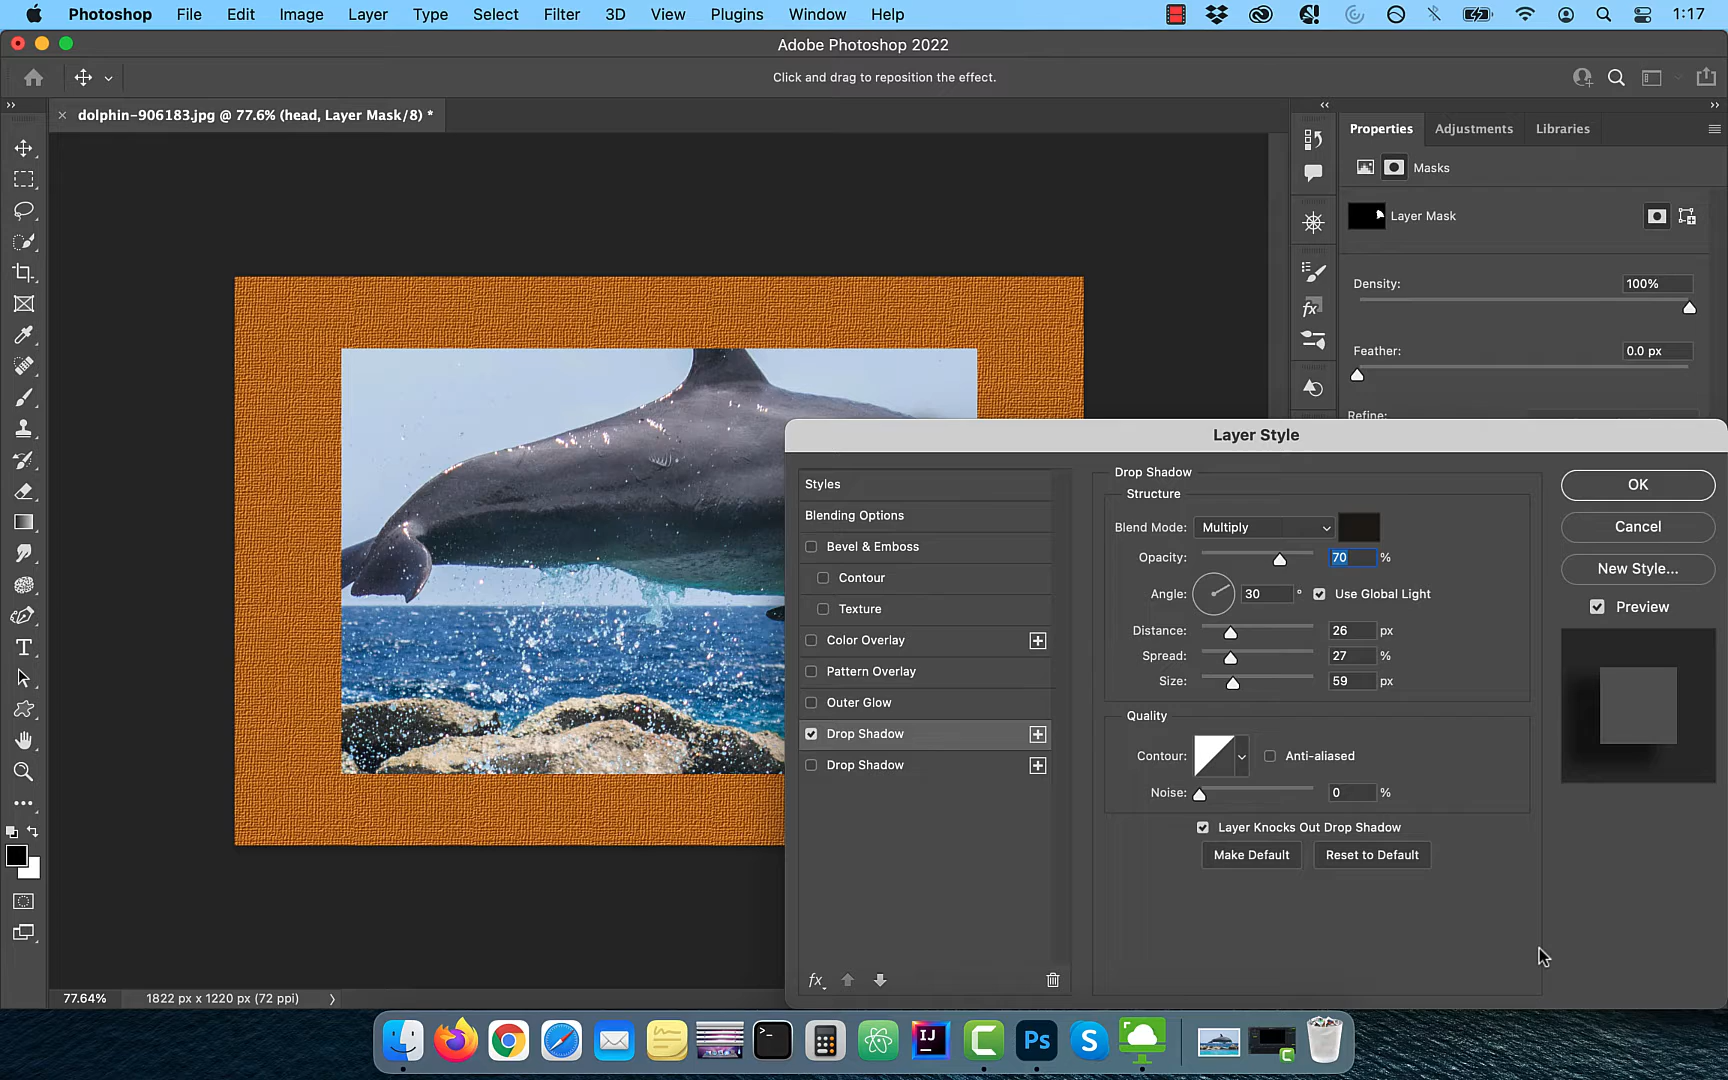 Photoshop File Edit Image Layer Type Select Filter 3D View Plugins Window Help 1:17
Adobe Photoshop 2022
Click and drag to reposition the effect.
dolphin-906183.jpg @ 77.6% (head, Layer Mask/8) *
Properties Adjustments Libraries
Masks
Layer Mask
Density: 100%
Feather: 0.0 px
Refine:
Layer Style
Styles
Blending Options
Bevel & Emboss
Contour
Texture
Color Overlay
Pattern Overlay
Outer Glow
Drop Shadow
Drop Shadow
fx
Drop Shadow
Structure
Blend Mode: Multiply
Opacity: 70 %
Angle: 30 ° Use Global Light
Distance: 26 px
Spread: 27 %
Size: 59 px
Quality
Contour: Anti-aliased
Noise: 0 %
Layer Knocks Out Drop Shadow
Make Default Reset to Default
OK
Cancel
New Style...
Preview
77.64% 1822 px x 1220 px (72 ppi)
IJ
Ps